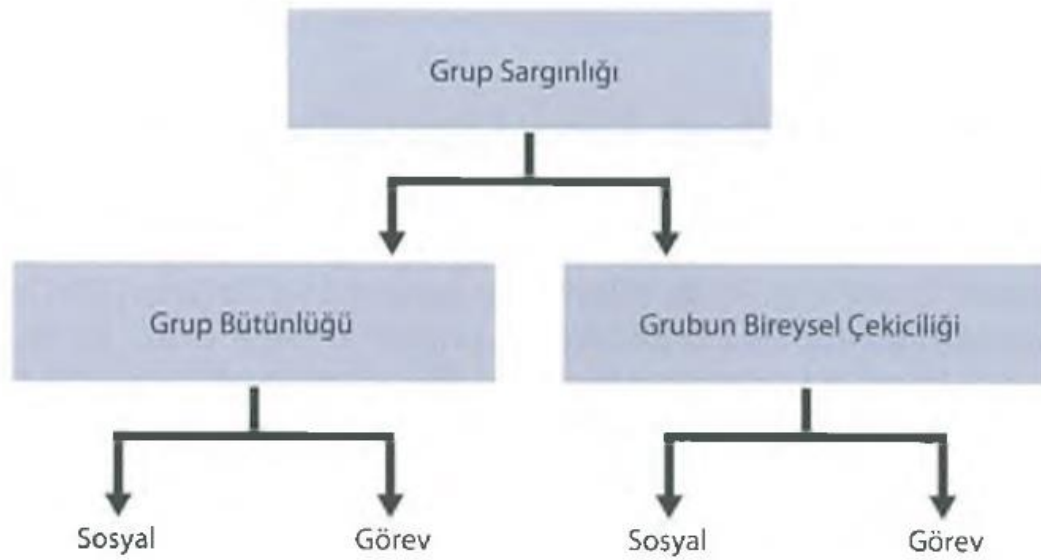 Grup Sargınlığı
Grup Bütünlüğü
Grubun Bireysel Çekiciliği
Sosyal
Görev
Sosyal
Görev